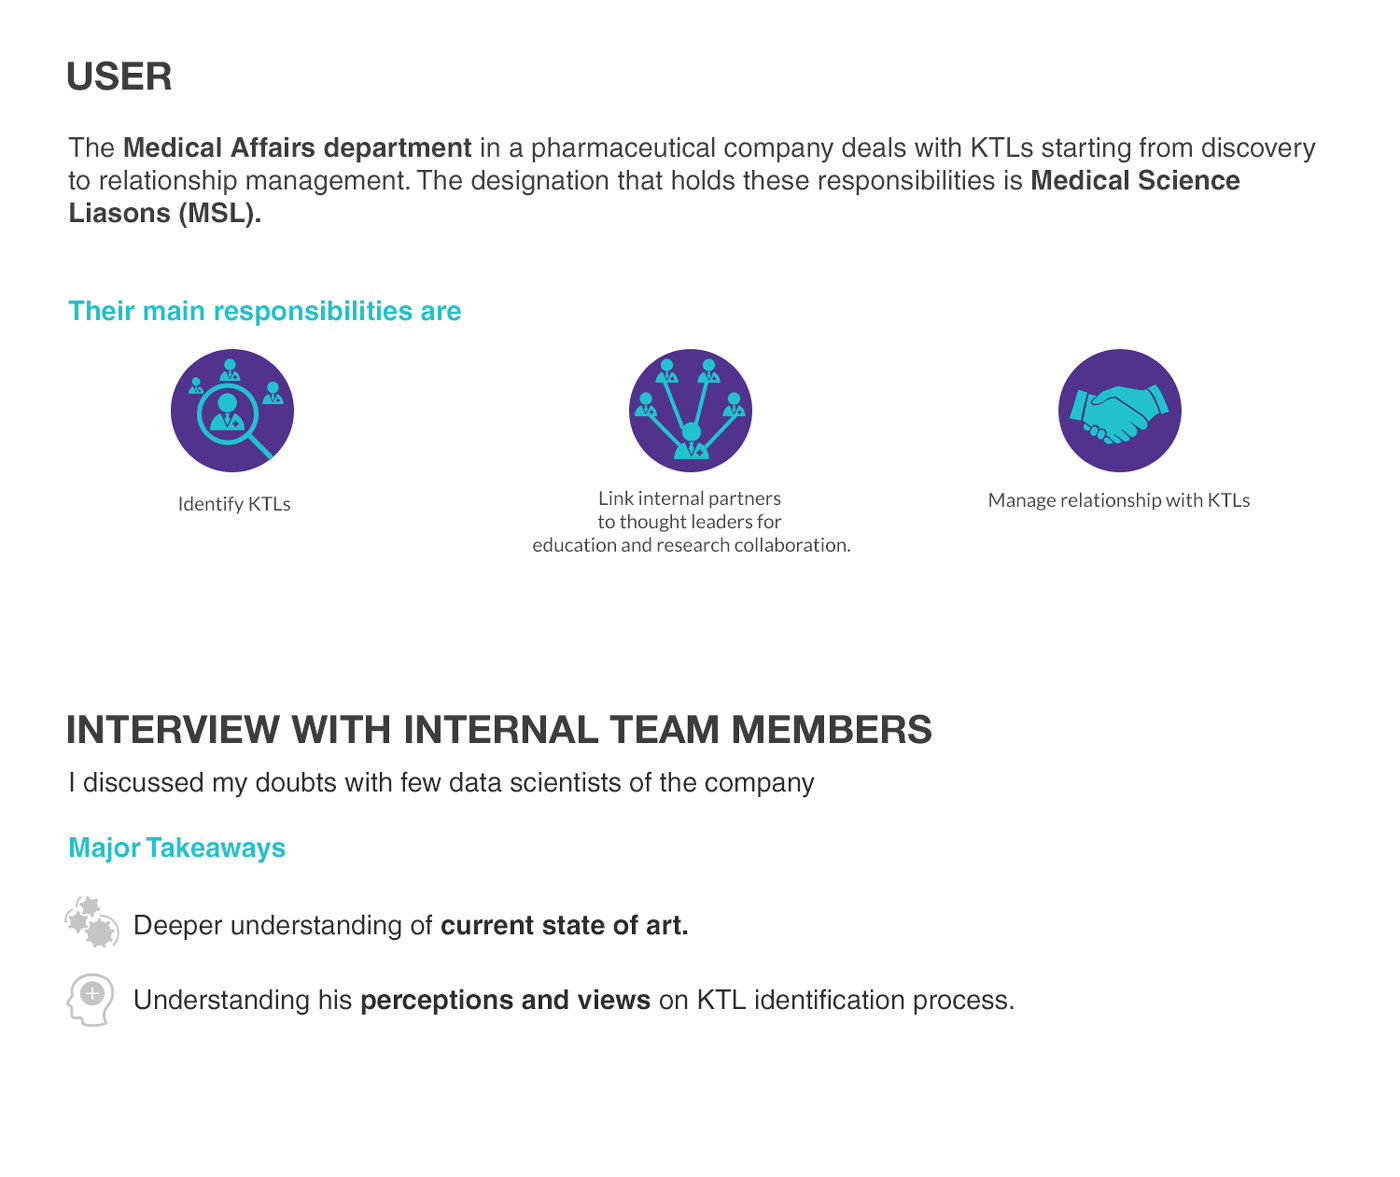 USER
The Medical Affairs department in a pharmaceutical company deals with KTLs starting from discovery
to relationship management. The designation that holds these responsibilities is Medical Science
Liasons (MSL).
Their main responsibilities are
Identify KTLs
Link internal partners
to thought leaders for
education and research collaboration.
Manage relationship with KTLs
INTERVIEW WITH INTERNAL TEAM MEMBERS
I discussed my doubts with few data scientists of the company
Major Takeaways
Deeper understanding of current state of art.
Understanding his perceptions and views on KTL identification process.